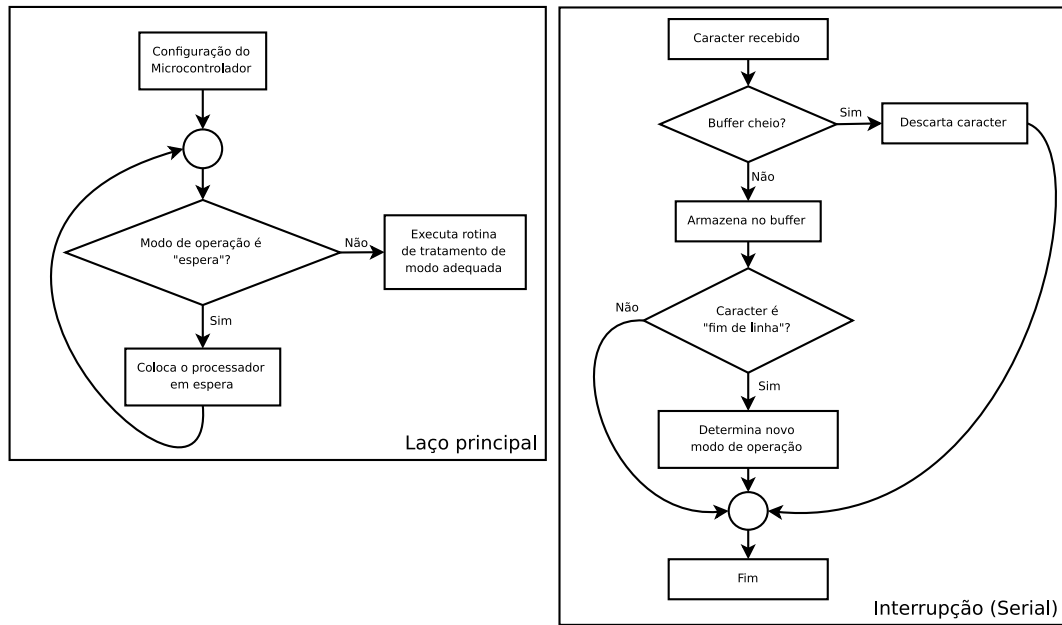 Configuração do
Microcontrolador
Modo de operação é
"espera"?
Não
Executa rotina
de tratamento de
modo adequada
Sim
Coloca o processador
em espera
Laço principal
Caracter recebido
Buffer cheio?
Sim
Descarta caracter
Não
Armazena no buffer
Caracter é
"fim de linha"?
Não
Sim
Determina novo
modo de operação
Fim
Interrupção (Serial)